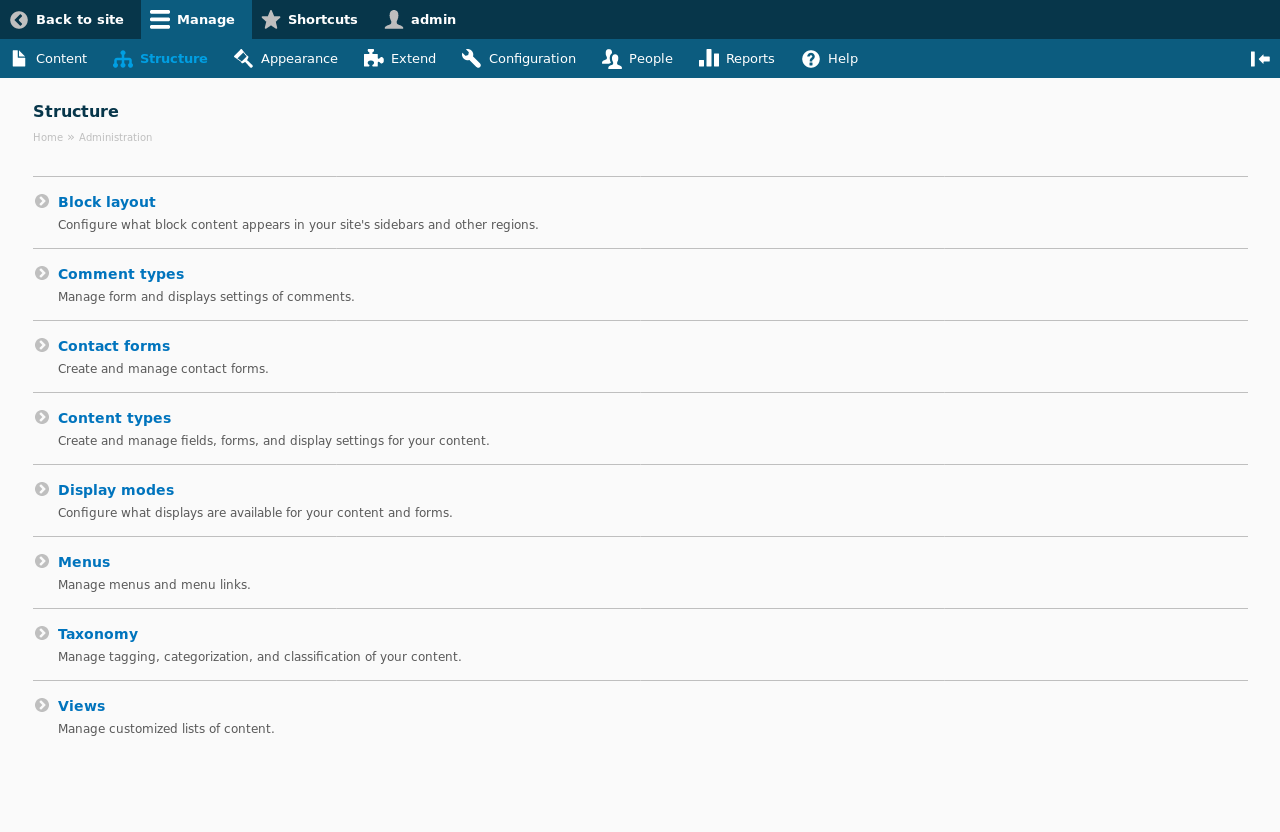 Back to site Manage Shortcuts admin
Content Structure Appearance Extend Configuration People Reports Help
Structure
Home » Administration
Block layout
Configure what block content appears in your site's sidebars and other regions.
Comment types
Manage form and displays settings of comments.
Contact forms
Create and manage contact forms.
Content types
Create and manage fields, forms, and display settings for your content.
Display modes
Configure what displays are available for your content and forms.
Menus
Manage menus and menu links.
Taxonomy
Manage tagging, categorization, and classification of your content.
Views
Manage customized lists of content.